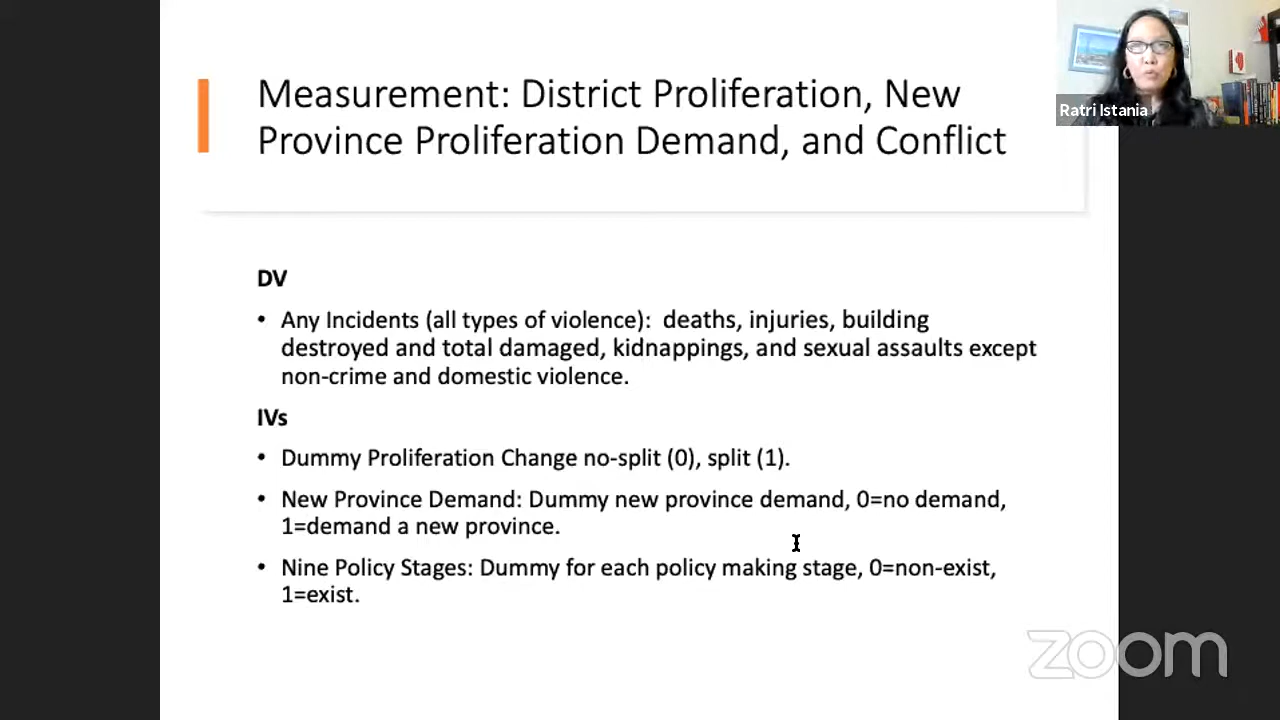 Measurement: District Proliferation, New
Province Proliferation Demand, and Conflict
Ratri Istania
DV
• Any Incidents (all types of violence): deaths, injuries, building
destroyed and total damaged, kidnappings, and sexual assaults except
non-crime and domestic violence.
IVs
• Dummy Proliferation Change no-split (0), split (1).
• New Province Demand: Dummy new province demand, 0=no demand,
1=demand a new province.
• Nine Policy Stages: Dummy for each policy making stage, 0=non-exist,
1=exist.
zoom